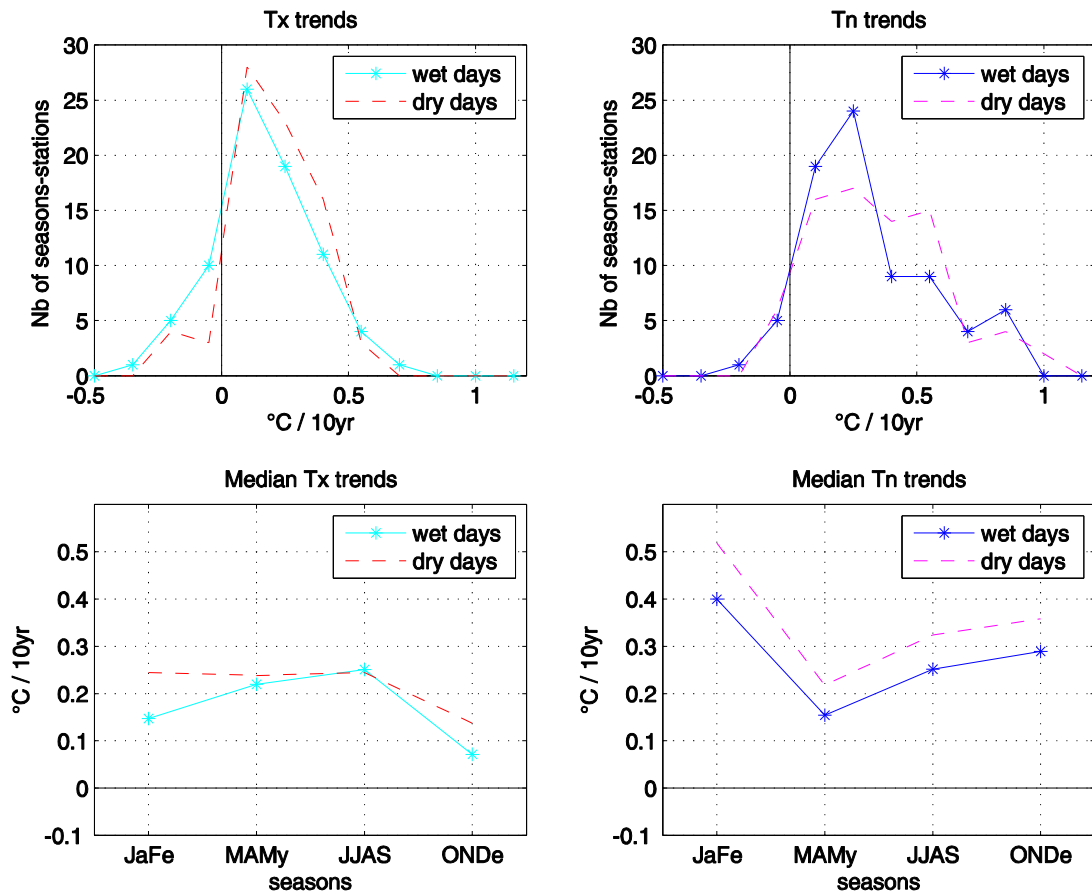 Tx trends
30
25
20
15
10
5
0
Nb of seasons-stations
wet days
dry days
-0.5
0
0.5
1
°C / 10yr
Tn trends
30
25
20
15
10
5
0
Nb of seasons-stations
wet days
dry days
-0.5
0
0.5
1
°C / 10yr
Median Tx trends
0.5
0.4
0.3
0.2
0.1
0
-0.1
°C / 10yr
wet days
dry days
JaFe
MAMy
JJAS
ONDe
seasons
Median Tn trends
0.5
0.4
0.3
0.2
0.1
0
-0.1
°C / 10yr
wet days
dry days
JaFe
MAMy
JJAS
ONDe
seasons